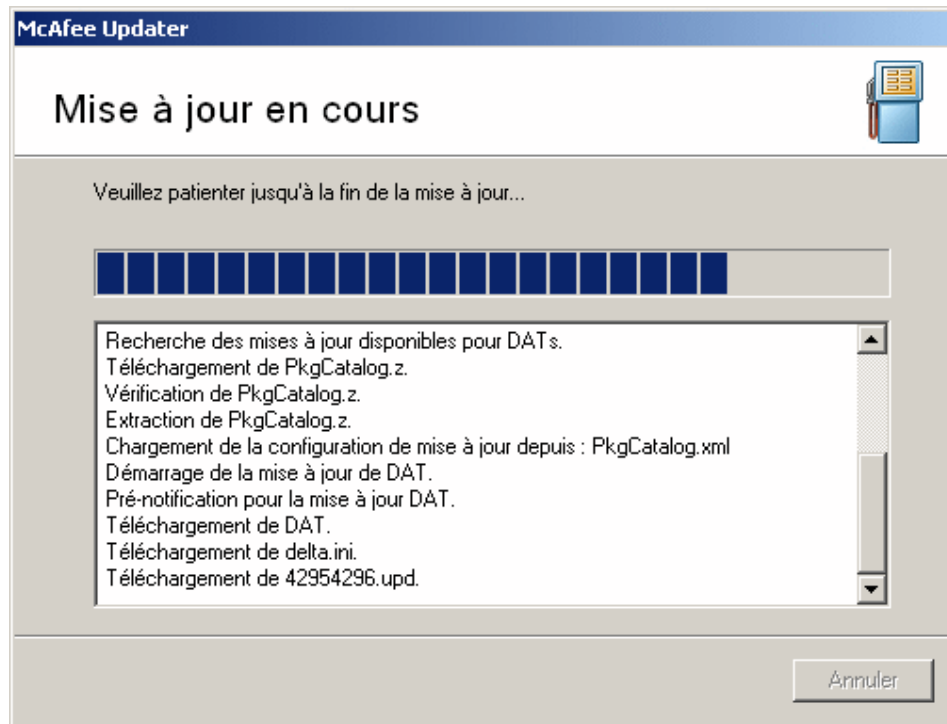 McAfee Updater
Mise à jour en cours
Veuillez patienter jusqu'à la fin de la mise à jour...
Recherche des mises à jour disponibles pour DATs.
Téléchargement de PkgCatalog.z.
Vérification de PkgCatalog.z.
Extraction de PkgCatalog.z.
Chargement de la configuration de mise à jour depuis : PkgCatalog.xml
Démarrage de la mise à jour de DAT.
Pré-notification pour la mise à jour DAT.
Téléchargement de DAT.
Téléchargement de delta.ini.
Téléchargement de 42954296.upd.
Annuler